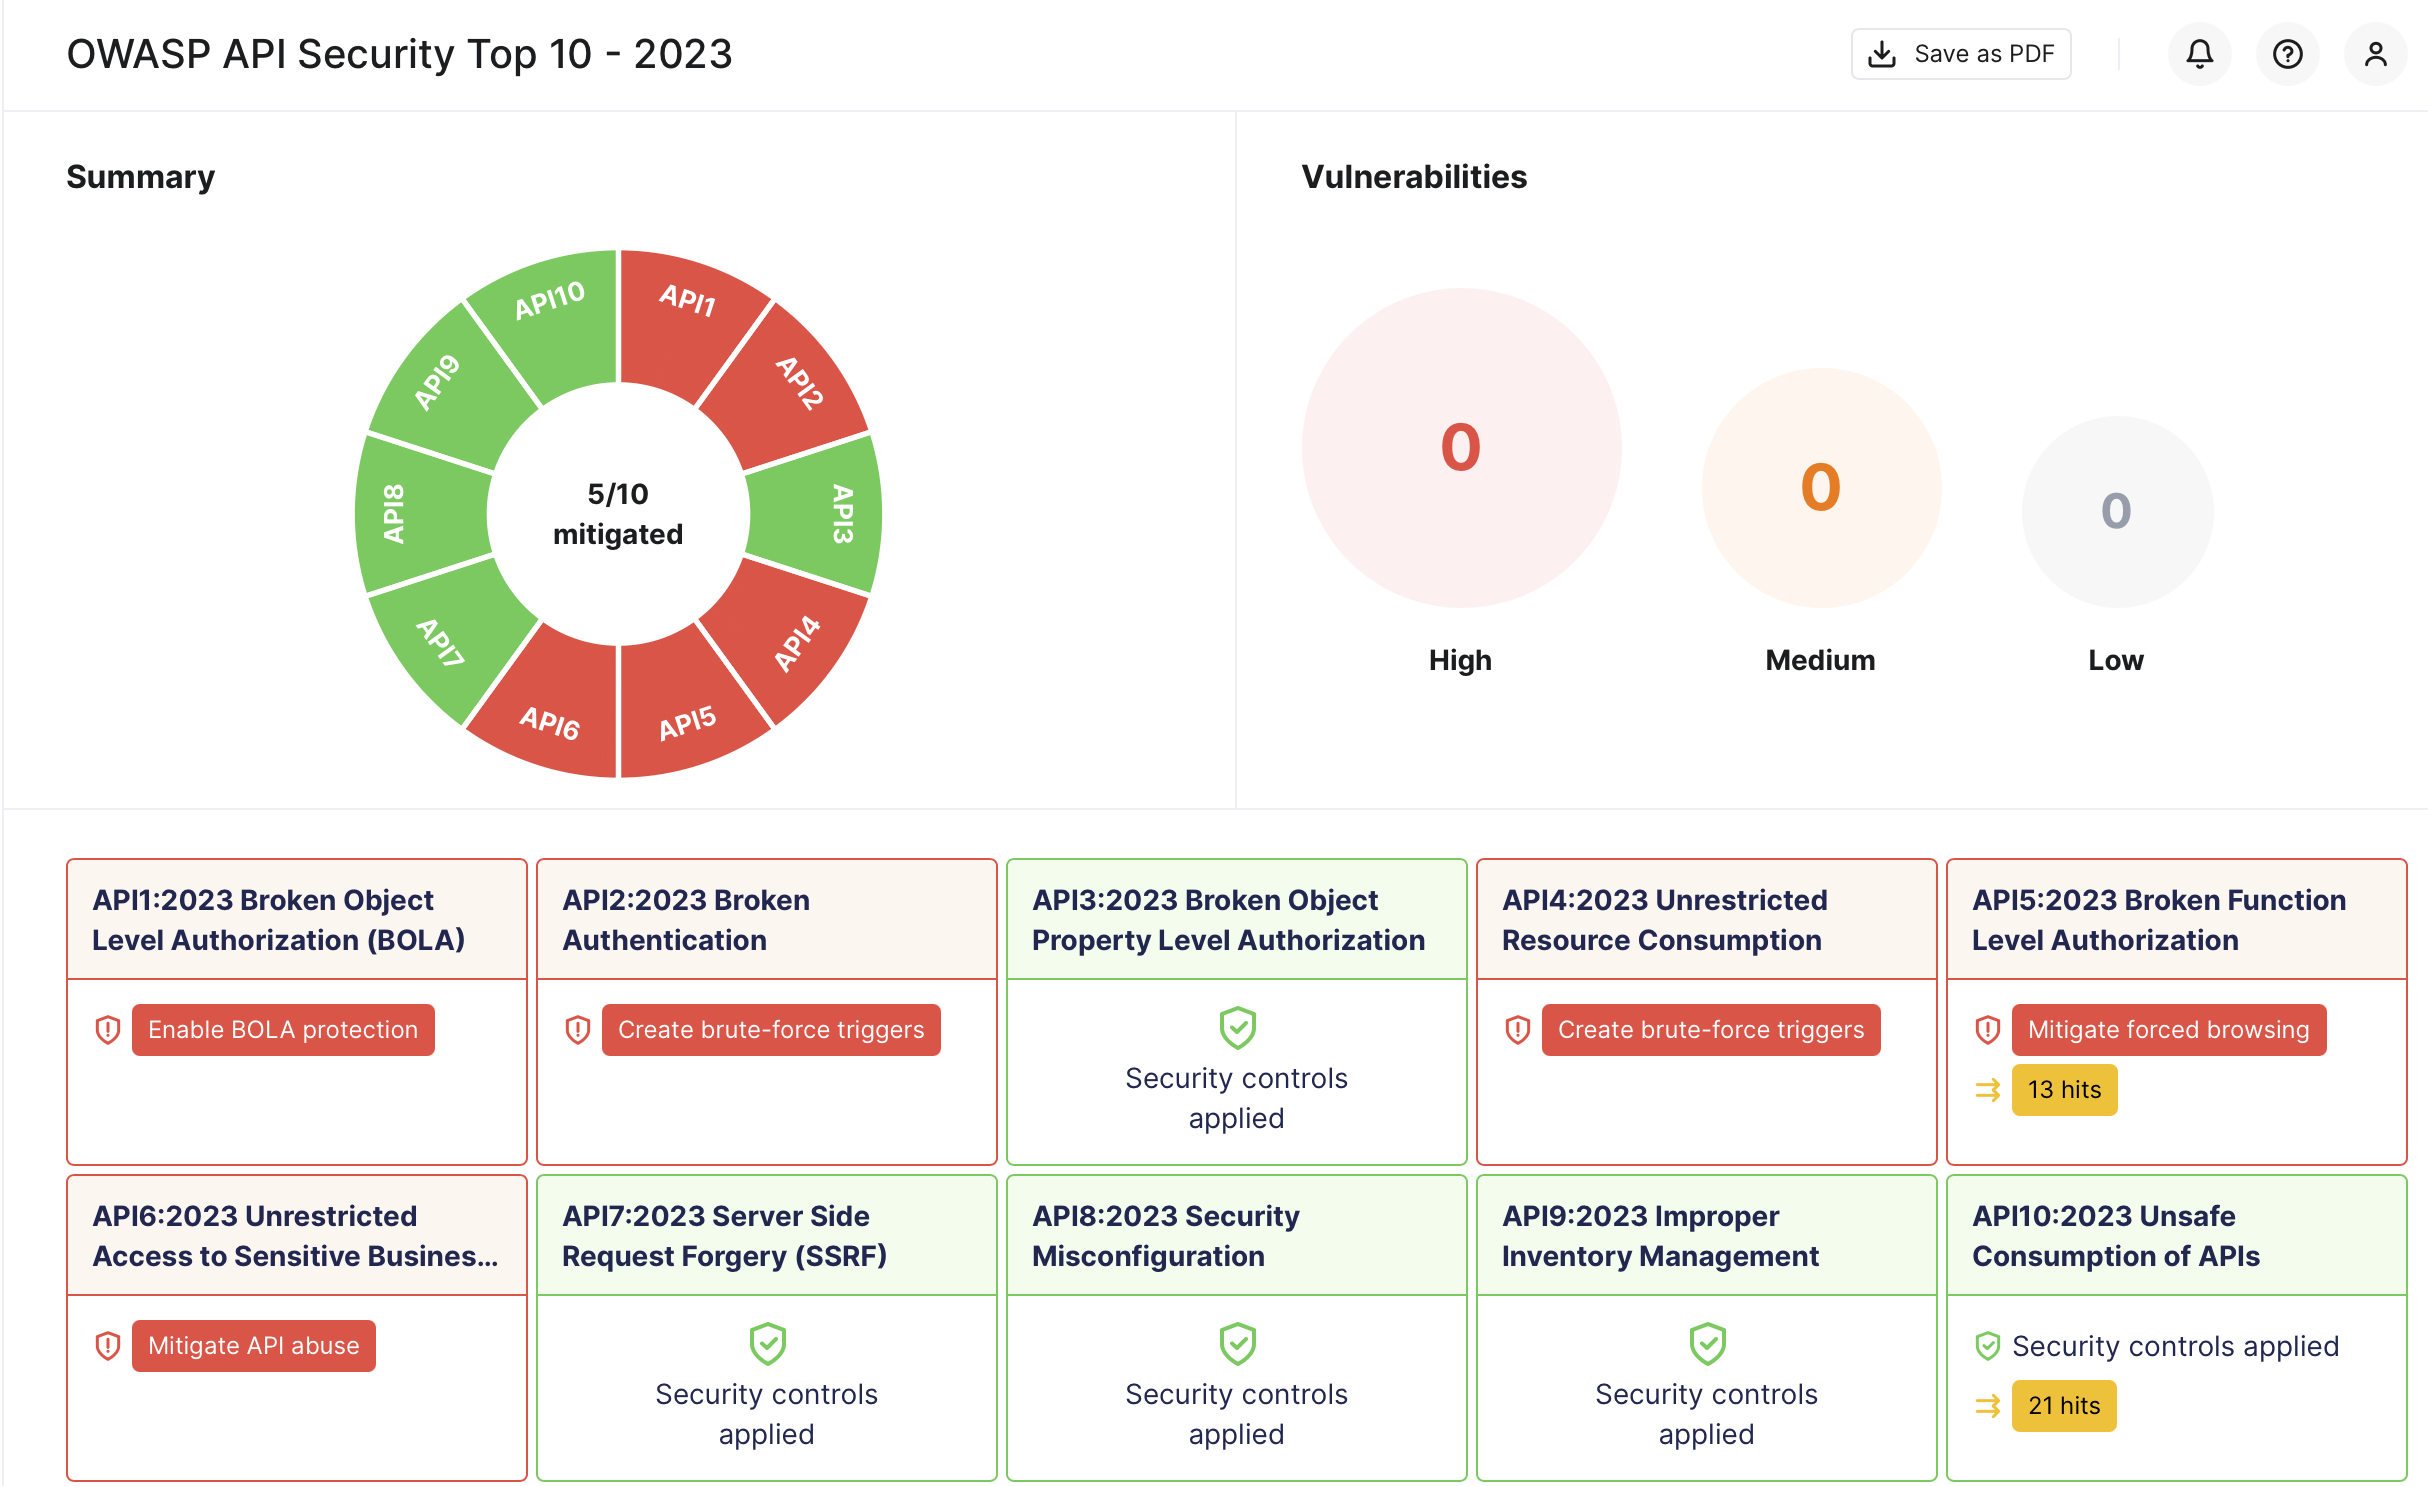 OWASP API Security Top 10 - 2023
Save as PDF
Summary
API1
API2
API3
API4
API5
API6
API7
API8
API9
API10
5/10
mitigated
Vulnerabilities
0
High
0
Medium
0
Low
API1:2023 Broken Object
Level Authorization (BOLA)
Enable BOLA protection
API2:2023 Broken
Authentication
Create brute-force triggers
API3:2023 Broken Object
Property Level Authorization
Security controls
applied
API4:2023 Unrestricted
Resource Consumption
Create brute-force triggers
API5:2023 Broken Function
Level Authorization
Mitigate forced browsing
13 hits
API6:2023 Unrestricted
Access to Sensitive Busines...
Mitigate API abuse
API7:2023 Server Side
Request Forgery (SSRF)
Security controls
applied
API8:2023 Security
Misconfiguration
Security controls
applied
API9:2023 Improper
Inventory Management
Security controls
applied
API10:2023 Unsafe
Consumption of APIs
Security controls applied
21 hits